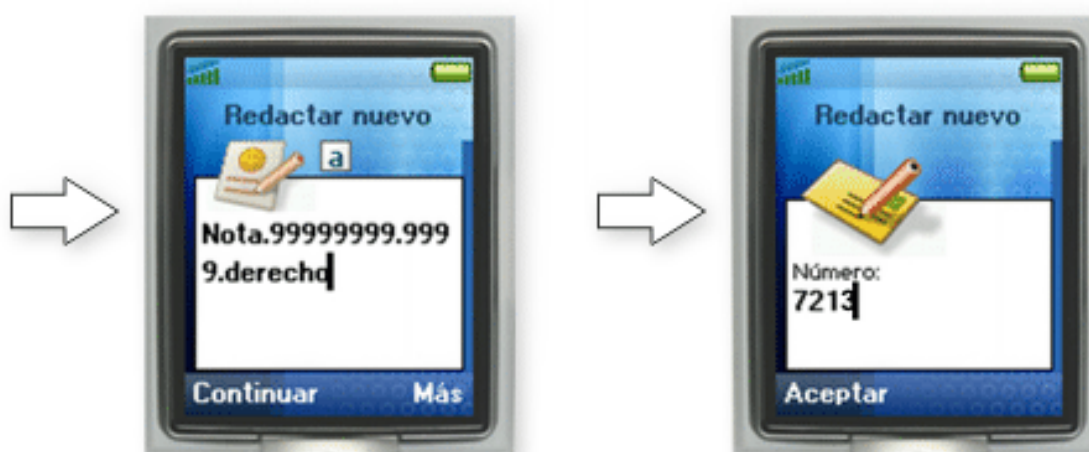 Redactar nuevo
a
Nota.99999999.999
9.derecho
Continuar Más
Redactar nuevo
Número:
7213
Aceptar